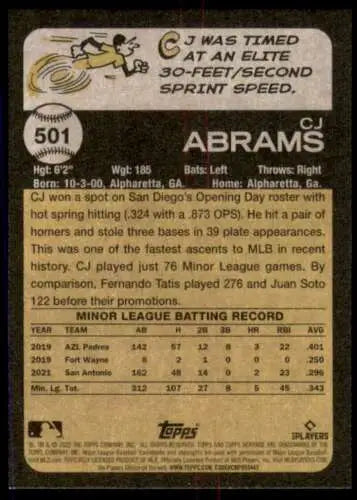 CJ WAS TIMED
AT AN ELITE
30-FEET/SECOND
SPRINT SPEED.
501
CJ
ABRAMS
Hgt: 6'2" Wgt: 185 Bats: Left Throws: Right
Born: 10-3-00, Alpharetta, GA. Home: Alpharetta, Ga.
CJ won a spot on San Diego's Opening Day roster with
hot spring hitting (.324 with a .873 OPS). He hit a pair of
homers and stole three bases in 39 plate appearances.
This was one of the fastest ascents to MLB in recent
history. CJ played just 76 Minor League games. By
comparison, Fernando Tatis played 276 and Juan Soto
122 before their promotions.
MINOR LEAGUE BATTING RECORD
YEAR TEAM AB H 2B 3B HR RBI AVG
2019 AZL Padres 142 57 12 8 3 22 .401
2019 Fort Wayne 8 2 1 0 0 0 .250
2021 San Antonio 162 48 14 0 2 23 .296
Min. Lg. Tot. 312 107 27 8 5 45 .343
Topps
PLAYERS